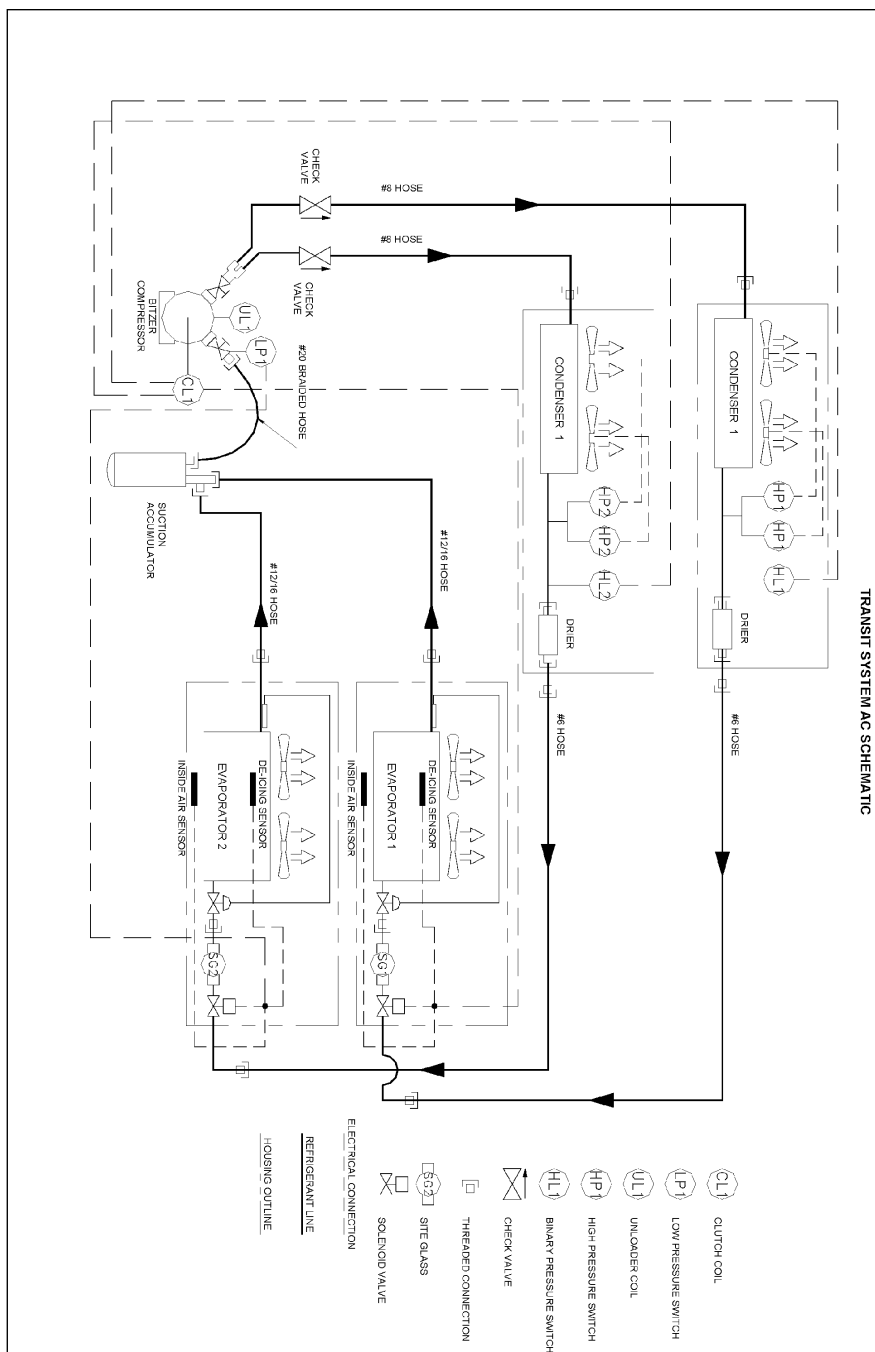 TRANSIT SYSTEM AC SCHEMATIC
CHECK
VALVE
#8 HOSE
#8 HOSE
CHECK
VALVE
BITZER
COMPRESSOR
UL1
LP1
CL1
#20 BRAIDED HOSE
SUCTION
ACCUMULATOR
CONDENSER 1
HP1
HP1
HL1
DRIER
#6 HOSE
CONDENSER 1
HP2
HP2
HL2
DRIER
#6 HOSE
#12/16 HOSE
#12/16 HOSE
DE-ICING SENSOR
EVAPORATOR 1
INSIDE AIR SENSOR
SG1
DE-ICING SENSOR
EVAPORATOR 2
INSIDE AIR SENSOR
SG2
CL1 CLUTCH COIL
LP1 LOW PRESSURE SWITCH
UL1 UNLOADER COIL
HP1 HIGH PRESSURE SWITCH
HL1 BINARY PRESSURE SWITCH
CHECK VALVE
THREADED CONNECTION
SG2 SITE GLASS
SOLENOID VALVE
ELECTRICAL CONNECTION
REFRIGERANT LINE
HOUSING OUTLINE